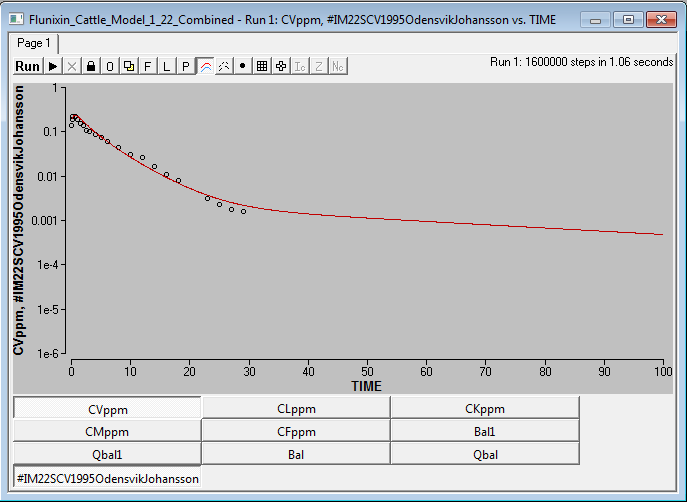 Flunixin_Cattle_Model_1_22_Combined - Run 1: CVppm, #IM22SCV1995OdensvikJohansson vs. TIME
Page 1
Run O F L P Ic Z Nc
Run 1: 1600000 steps in 1.06 seconds
CVppm, #IM22SCV1995OdensvikJohansson
1
0.1
0.01
0.001
1e-4
1e-5
1e-6
0 10 20 30 40 50 60 70 80 90 100
TIME
CVppm CLppm CKppm
CMppm CFppm Bal1
Qbal1 Bal Qbal
#IM22SCV1995OdensvikJohansson